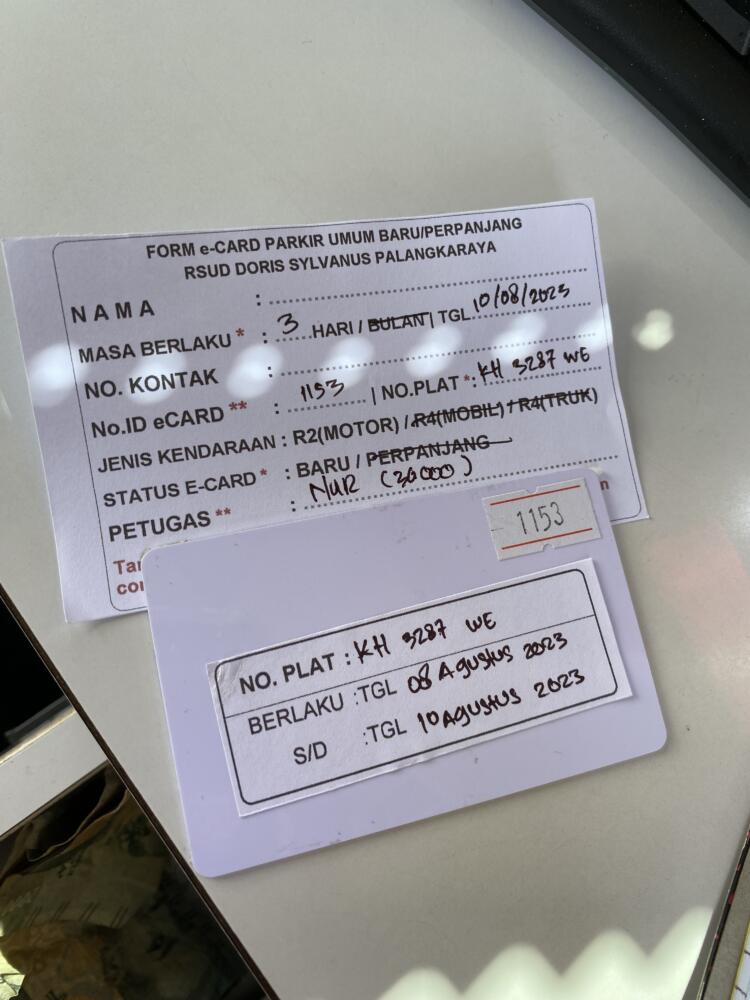 FORM e-CARD PARKIR UMUM BARU/PERPANJANG
RSUD DORIS SYLVANUS PALANGKARAYA
NAMA :
MASA BERLAKU * : 3 HARI / BULAN | TGL 10/08/2023
NO. KONTAK :
No.ID eCARD ** : 1153 | NO.PLAT *: KH 3287 WE
JENIS KENDARAAN : R2(MOTOR) / R4(MOBIL) / R4(TRUK)
STATUS E-CARD * : BARU / PERPANJANG
PETUGAS ** : NUR (30000)
1153
NO. PLAT : KH 3287 WE
BERLAKU :TGL 08 Agustus 2023
S/D :TGL 10 Agustus 2023